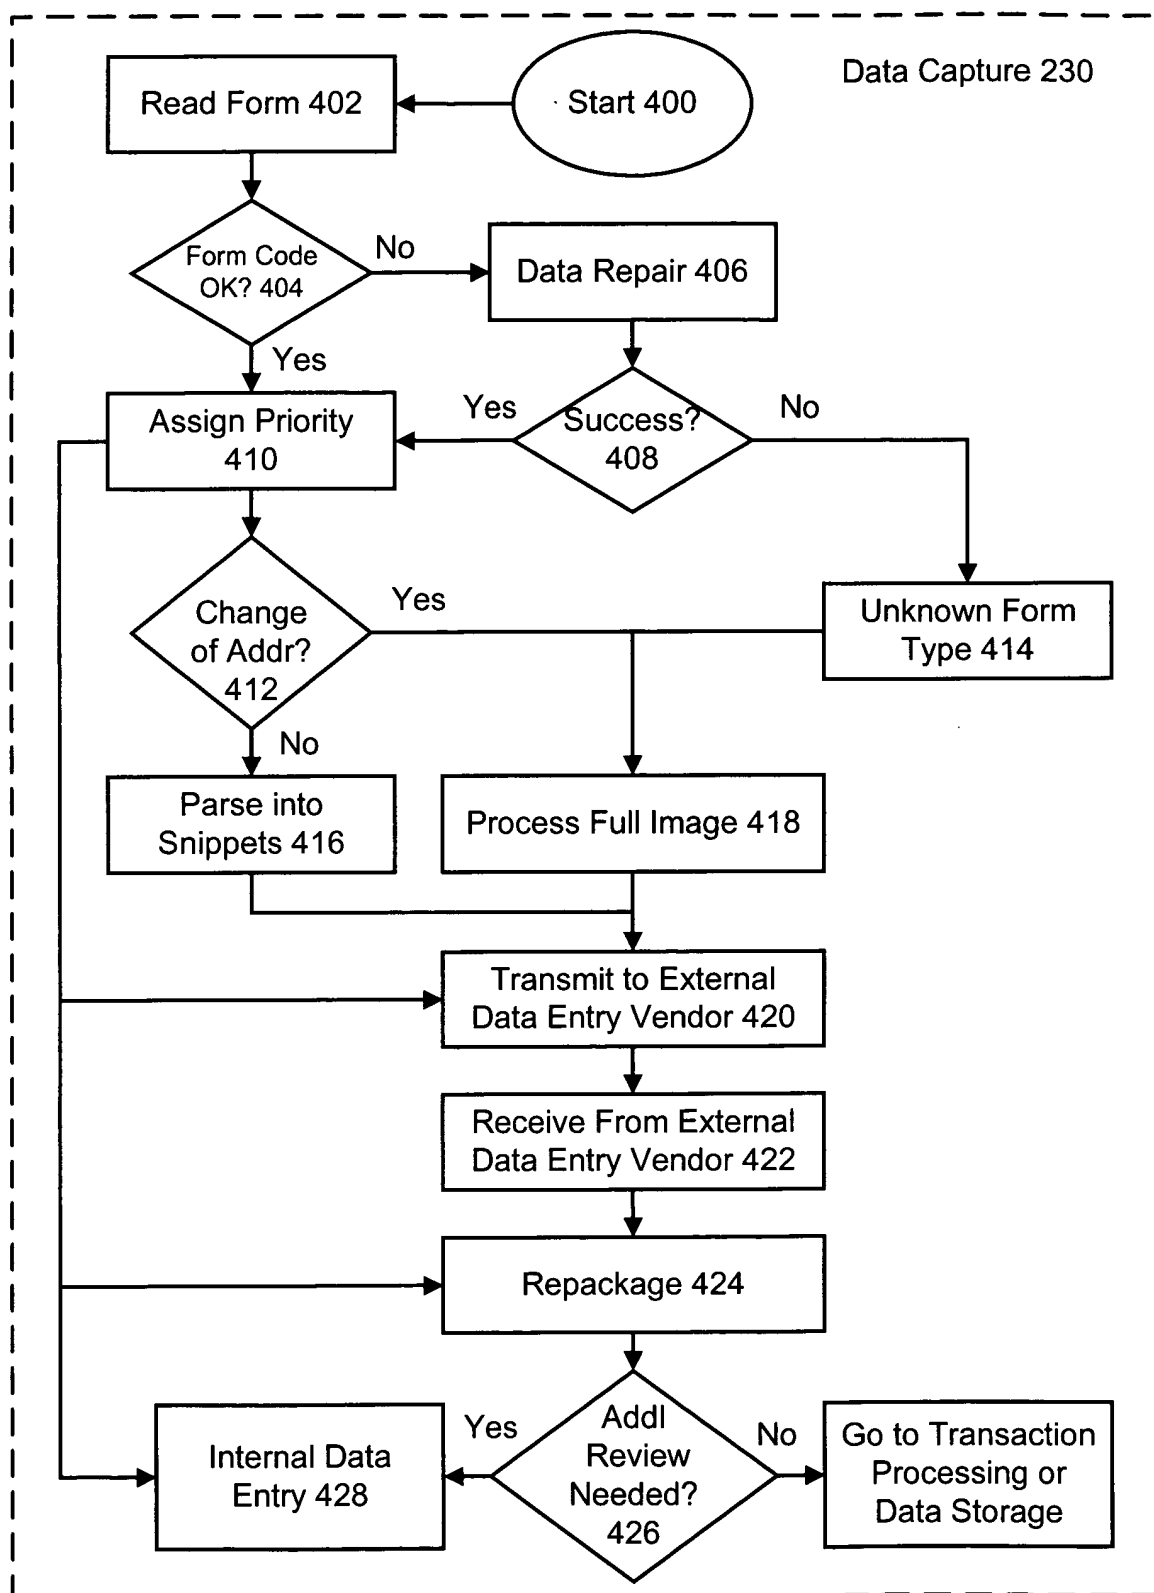 Data Capture 230
Read Form 402
Start 400
Form Code
OK? 404
No
Data Repair 406
Yes
Assign Priority
410
Yes
Success?
408
No
Change
of Addr?
412
Yes
Unknown Form
Type 414
No
Parse into
Snippets 416
Process Full Image 418
Transmit to External
Data Entry Vendor 420
Receive From External
Data Entry Vendor 422
Repackage 424
Internal Data
Entry 428
Yes
Addl
Review
Needed?
426
No
Go to Transaction
Processing or
Data Storage